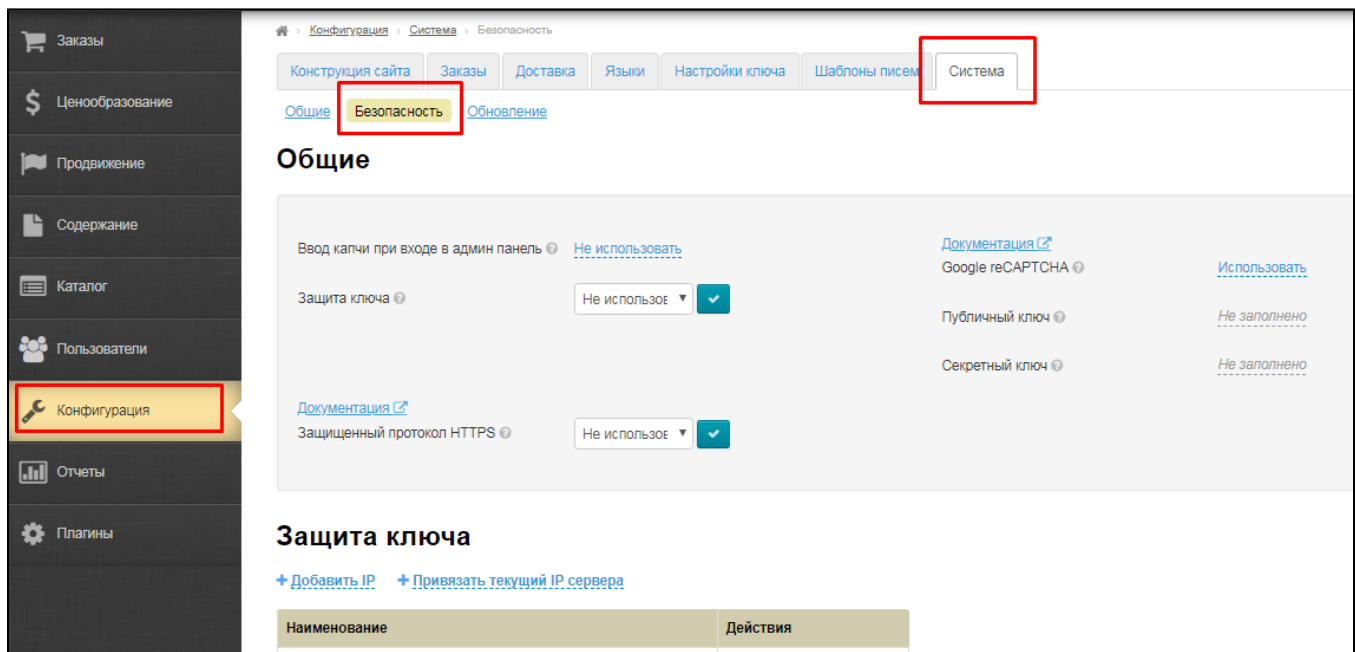 Заказы
Ценообразование
Продвижение
Содержание
Каталог
Пользователи
Конфигурация
Отчеты
Плагины
Конфигурация › Система › Безопасность
Конструкция сайта Заказы Доставка Языки Настройки ключа Шаблоны писем Система
Общие Безопасность Обновление
Общие
Ввод капчи при входе в админ панель Не использовать
Защита ключа Не использов
Документация
Защищенный протокол HTTPS Не использов
Документация
Google reCAPTCHA Использовать
Публичный ключ Не заполнено
Секретный ключ Не заполнено
Защита ключа
+ Добавить IP + Привязать текущий IP сервера
Наименование Действия